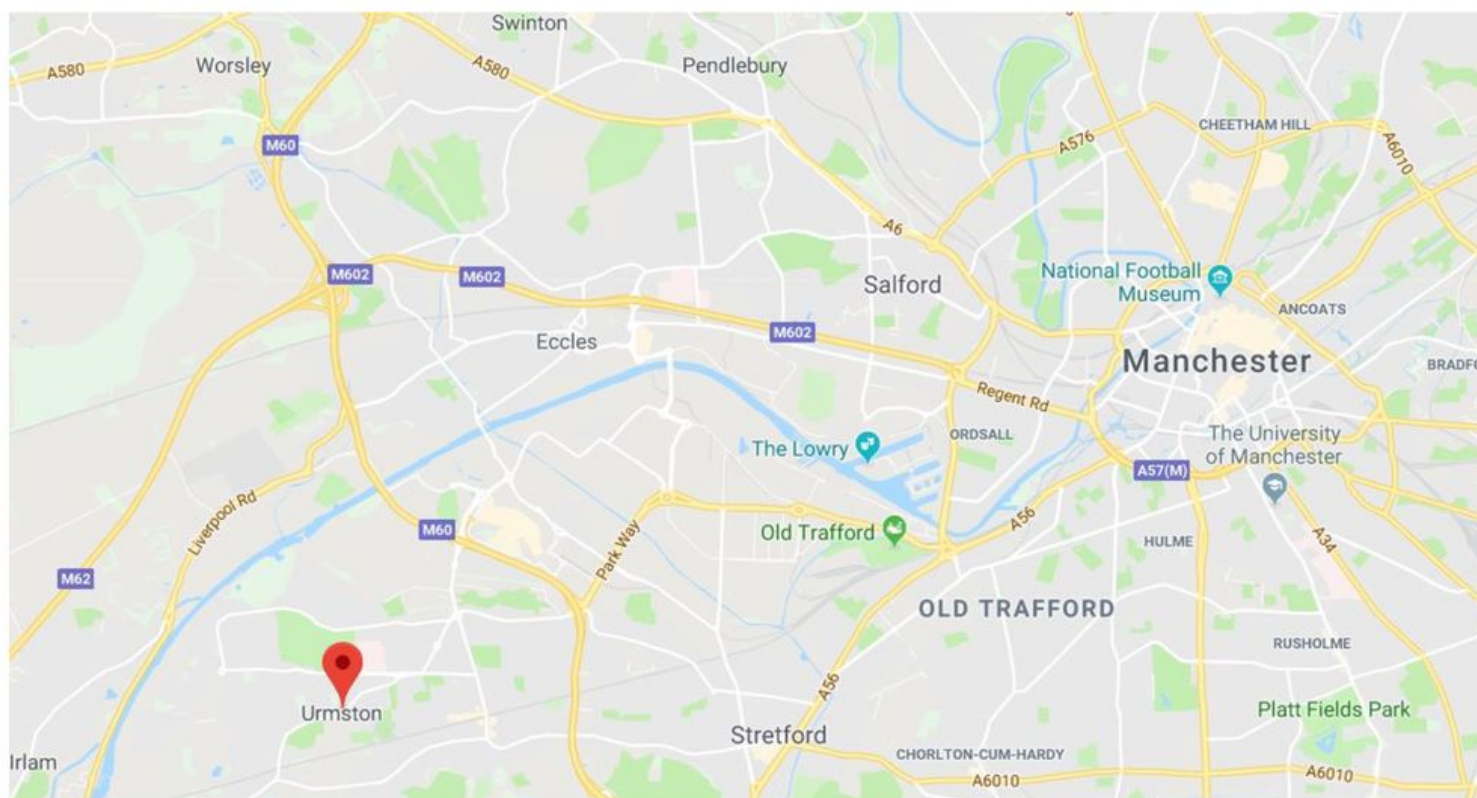 Swinton
A580
Worsley
A580
Pendlebury
M60
A576
CHEETHAM HILL
A6010
A6
M602
M602
Salford
National Football
Museum
ANCOATS
Eccles
M602
Manchester
BRADFO
Regent Rd
The Lowry
ORDSALL
The University
of Manchester
A57(M)
Liverpool Rd
M60
Park Way
Old Trafford
A56
HULME
A34
M62
OLD TRAFFORD
RUSHOLME
A56
Urmston
Platt Fields Park
Stretford
Irlam
CHORLTON-CUM-HARDY
A6010
A6010